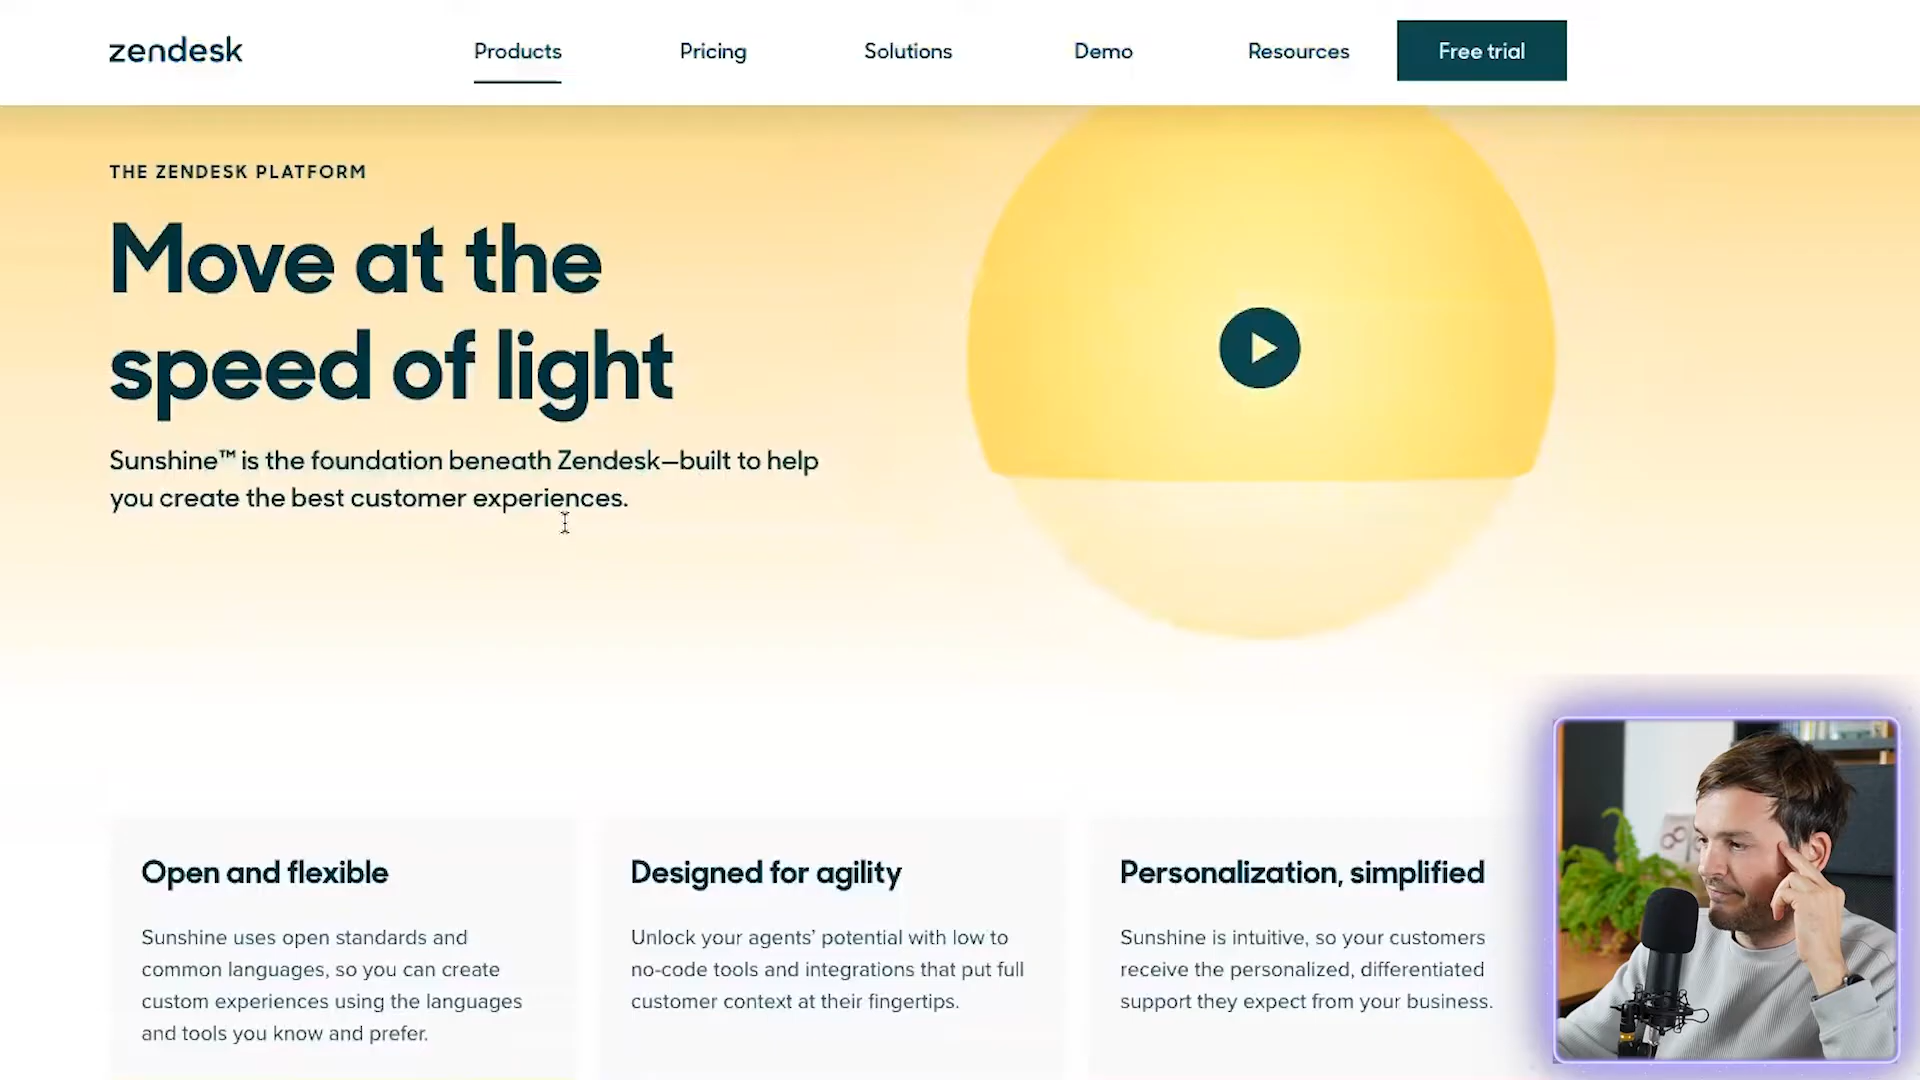 zendesk
Products
Pricing
Solutions
Demo
Resources
Free trial
THE ZENDESK PLATFORM
Move at the
speed of light
Sunshine™ is the foundation beneath Zendesk—built to help
you create the best customer experiences.
Open and flexible
Sunshine uses open standards and
common languages, so you can create
custom experiences using the languages
and tools you know and prefer.
Designed for agility
Unlock your agents’ potential with low to
no-code tools and integrations that put full
customer context at their fingertips.
Personalization, simplified
Sunshine is intuitive, so your customers
receive the personalized, differentiated
support they expect from your business.